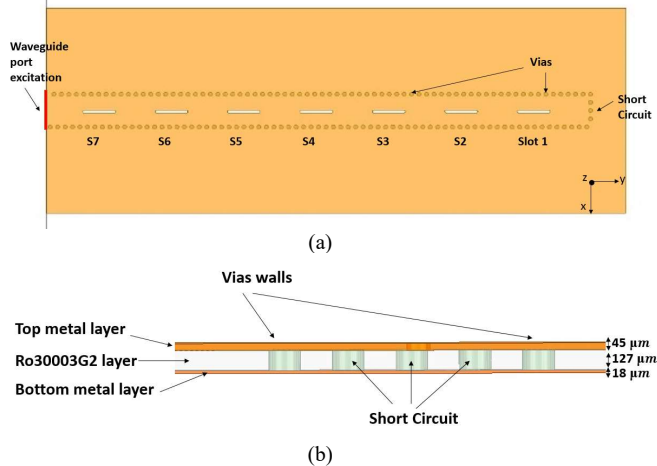 Waveguide
port
excitation
Vias
Short
Circuit
S7 S6 S5 S4 S3 S2 Slot 1
z y
x
(a)
Vias walls
Top metal layer
45 μm
Ro30003G2 layer
127 μm
Bottom metal layer
18 μm
Short Circuit
(b)